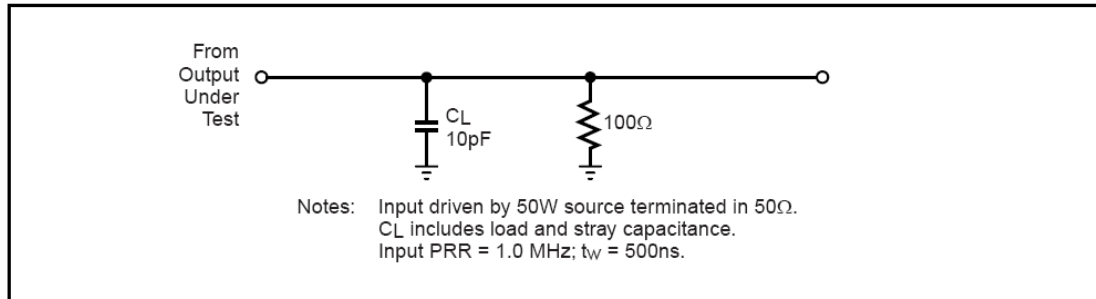 From
Output
Under
Test
CL
10pF
100Ω
Notes: Input driven by 50W source terminated in 50Ω.
CL includes load and stray capacitance.
Input PRR = 1.0 MHz; tw = 500ns.